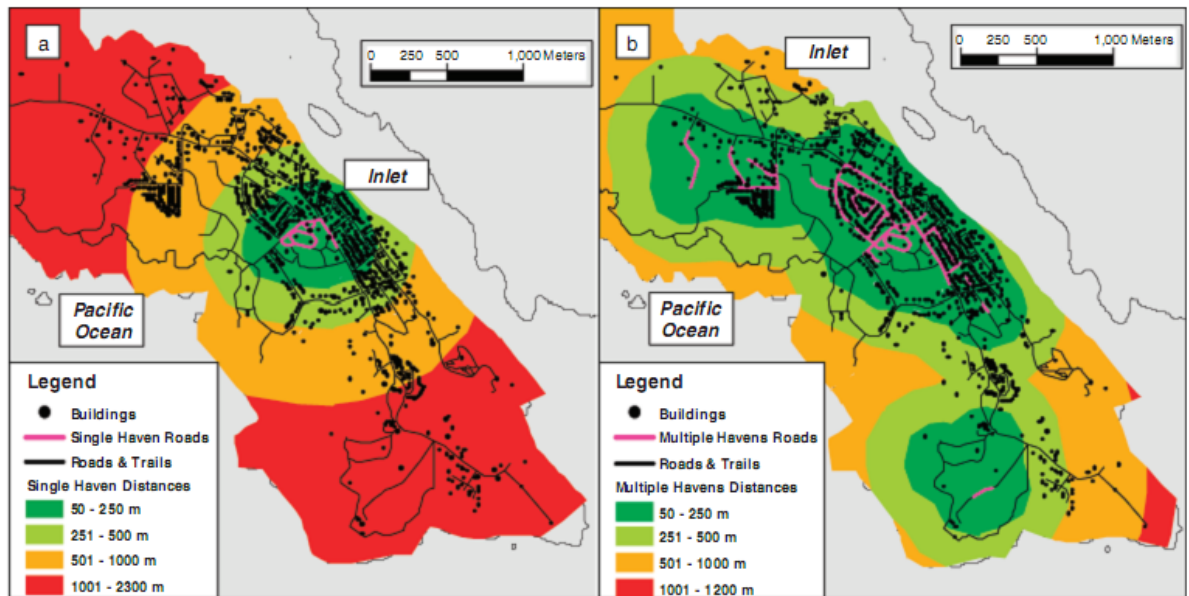 a
0 250 500 1,000 Meters
Inlet
Pacific
Ocean
Legend
Buildings
Single Haven Roads
Roads & Trails
Single Haven Distances
50 - 250 m
251 - 500 m
501 - 1000 m
1001 - 2300 m
b
Inlet
0 250 500 1,000 Meters
Pacific
Ocean
Legend
Buildings
Multiple Havens Roads
Roads & Trails
Multiple Havens Distances
50 - 250 m
251 - 500 m
501 - 1000 m
1001 - 1200 m